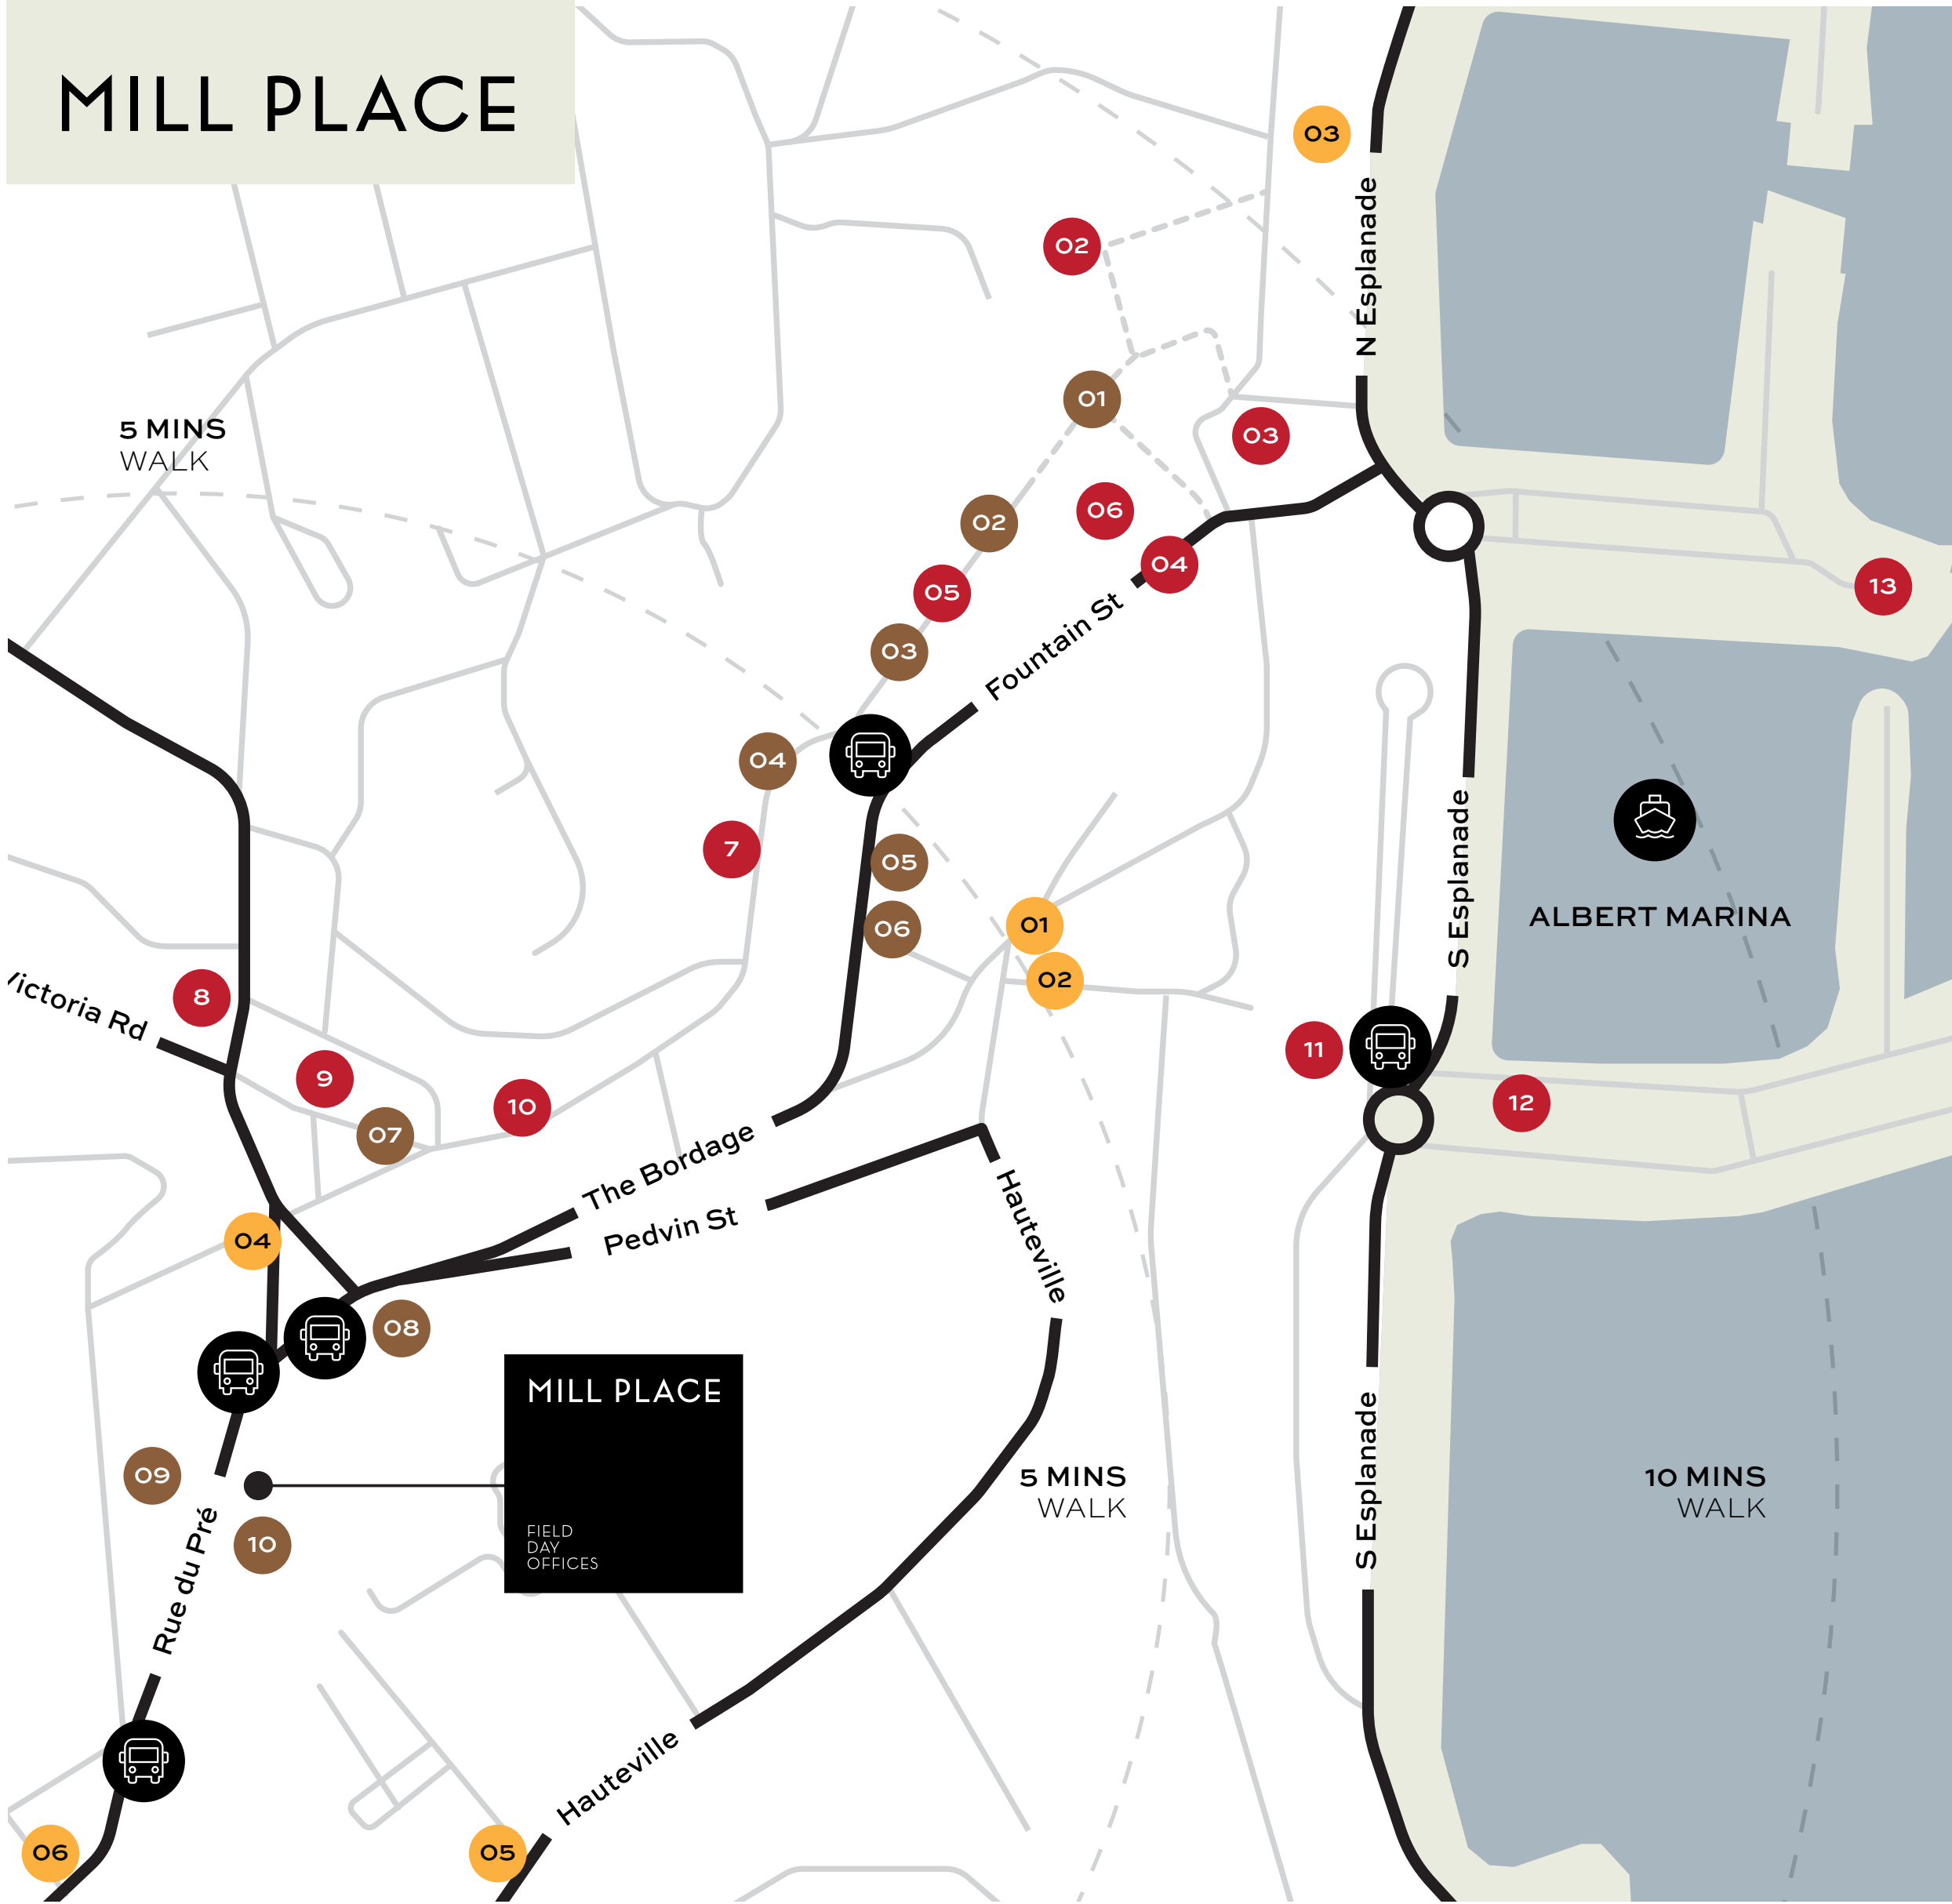 MILL PLACE
03
N Esplanade
02
01
03
5 MINS
WALK
02
06
04
05
13
Fountain St
03
04
7
05
S Esplanade
ALBERT MARINA
06
01
02
8
Victoria Rd
9
11
10
12
07
The Bordage
Pedvin St
Hauteville
04
08
MILL PLACE
FIELD
DAY
OFFICES
09
10
Rue du Pré
5 MINS
WALK
S Esplanade
10 MINS
WALK
Hauteville
06
05